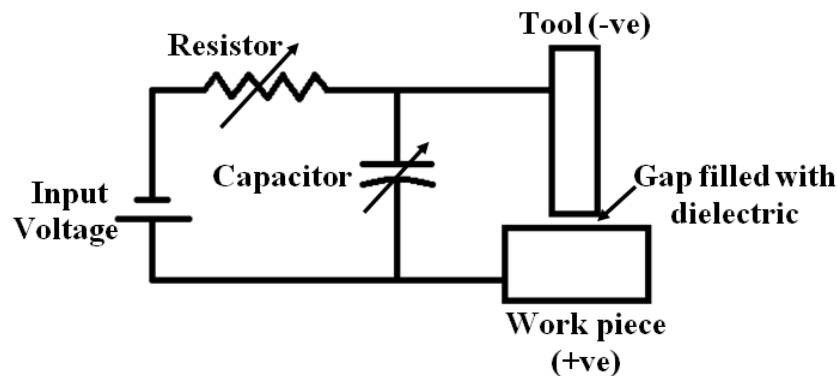 Tool (-ve)
Resistor
Capacitor
Input
Voltage
Gap filled with
dielectric
Work piece
(+ve)